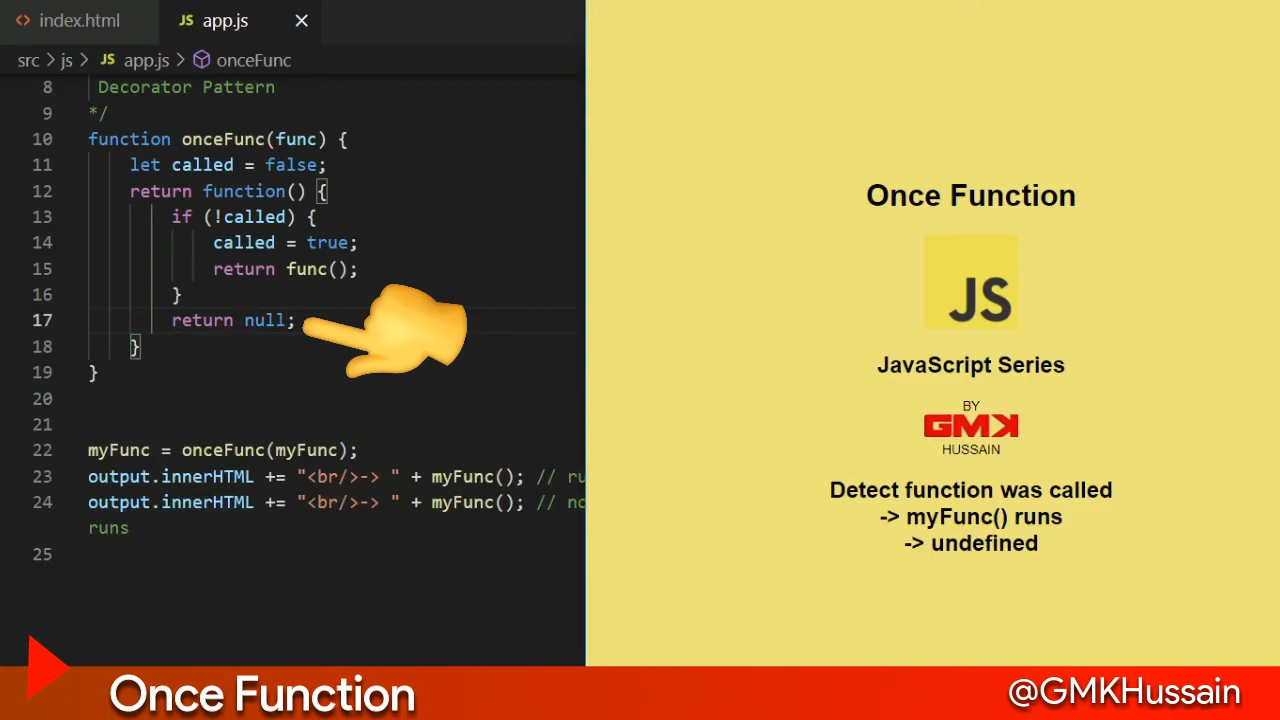 index.html
JS app.js
src > js > JS app.js > onceFunc
8 Decorator Pattern
9 */
10 function onceFunc(func) {
11 let called = false;
12 return function() {
13 if (!called) {
14 called = true;
15 return func();
16 }
17 return null;
18 }
19 }
20
21
22 myFunc = onceFunc(myFunc);
23 output.innerHTML += "<br/>-> " + myFunc(); //
24 output.innerHTML += "<br/>-> " + myFunc(); //
runs
25
Once Function
JS
JavaScript Series
BY
GMK
HUSSAIN
Detect function was called
-> myFunc() runs
-> undefined
Once Function
@GMKHussain